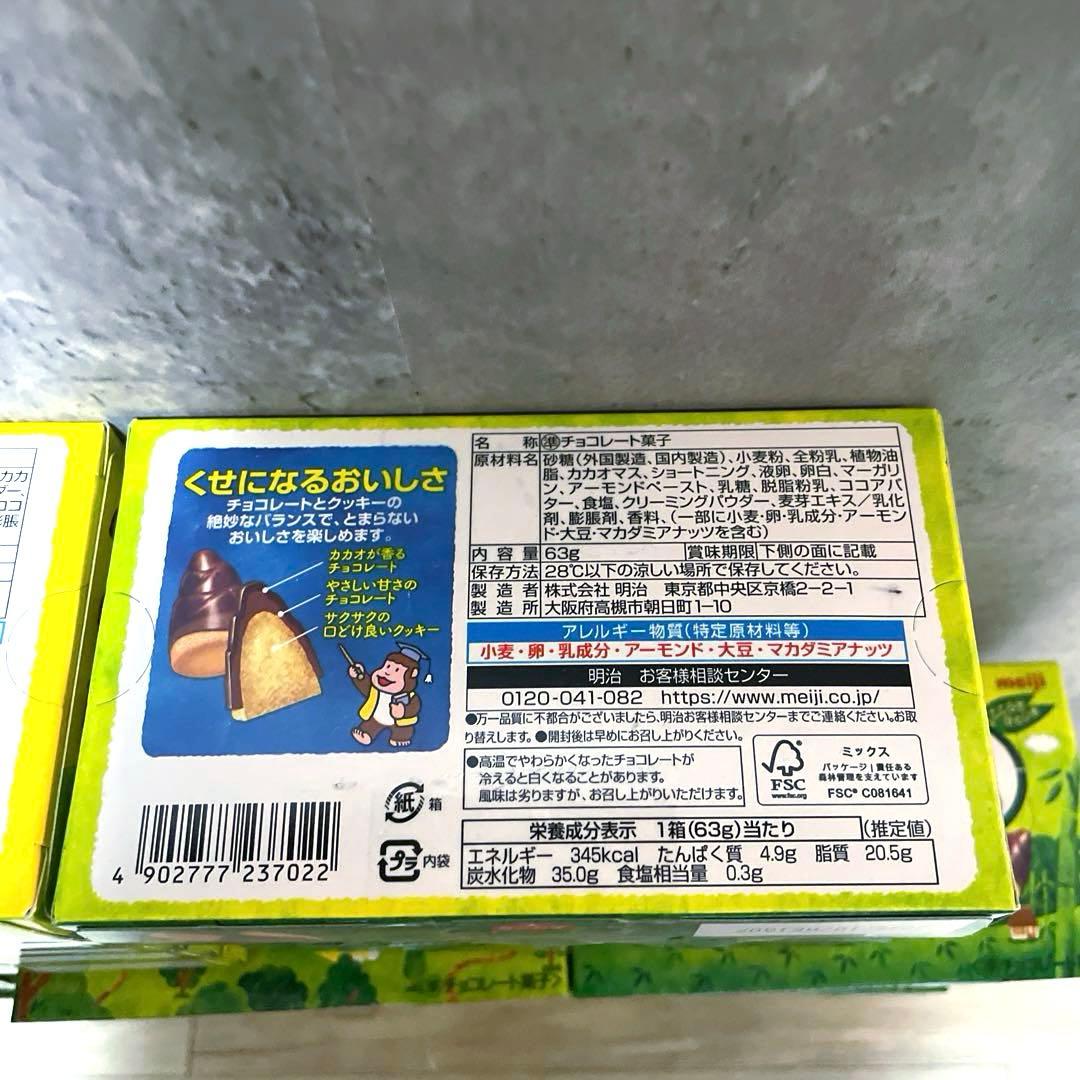 くせになるおいしさ
チョコレートとクッキーの
絶妙なバランスで、とまらない
おいしさを楽しめます。
カカオが香る
チョコレート
やさしい甘さの
チョコレート
サクサクの
口どけ良いクッキー
名 称 ㊜チョコレート菓子
原材料名 砂糖(外国製造、国内製造)、小麦粉、全粉乳、植物油
脂、カカオマス、ショートニング、液卵、卵白、マーガリ
ン、アーモンドペースト、乳糖、脱脂粉乳、ココアバ
ター、食塩、クリーミングパウダー、麦芽エキス/乳化
剤、膨脹剤、香料、(一部に小麦・卵・乳成分・アーモン
ド・大豆・マカダミアナッツを含む)
内容量 63g 賞味期限 下側の面に記載
保存方法 28℃以下の涼しい場所で保存してください。
製造者 株式会社 明治 東京都中央区京橋2-2-1
製造所 大阪府高槻市朝日町1-10
アレルギー物質(特定原材料等)
小麦・卵・乳成分・アーモンド・大豆・マカダミアナッツ
明治 お客様相談センター
0120-041-082 https://www.meiji.co.jp/
●万一品質に不都合がございましたら、明治お客様相談センターまでご連絡ください。お取
り替えします。●開封後は早めにお召し上がりください。
●高温でやわらかくなったチョコレートが
冷えると白くなることがあります。
風味は劣りますが、お召し上がりいただけます。
FSC
www.fsc.org
ミックス
パッケージ|責任ある
森林管理を支えています
FSC® C081641
紙 箱
プラ 内袋
4 902777 237022
栄養成分表示 1箱(63g)当たり (推定値)
エネルギー 345kcal たんぱく質 4.9g 脂質 20.5g
炭水化物 35.0g 食塩相当量 0.3g
meiji
チョコレート菓子